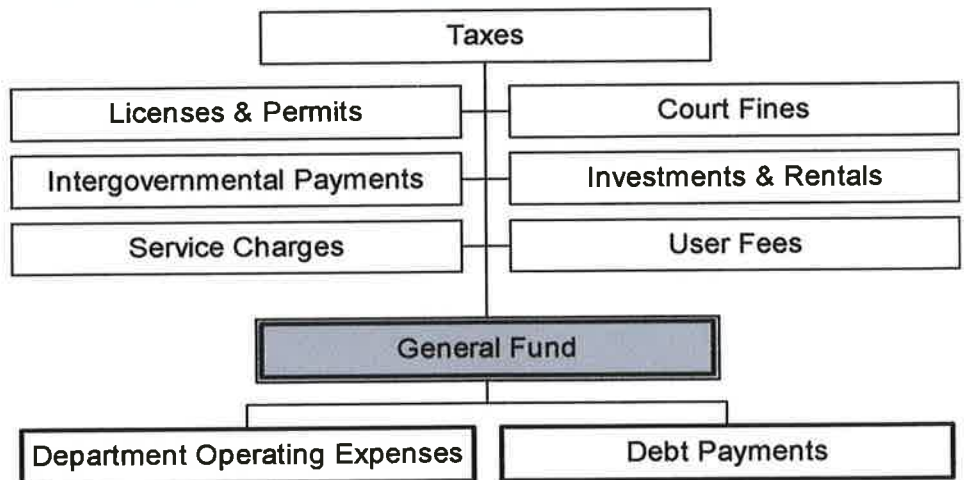 Taxes
Licenses & Permits
Court Fines
Intergovernmental Payments
Investments & Rentals
Service Charges
User Fees
General Fund
Department Operating Expenses
Debt Payments